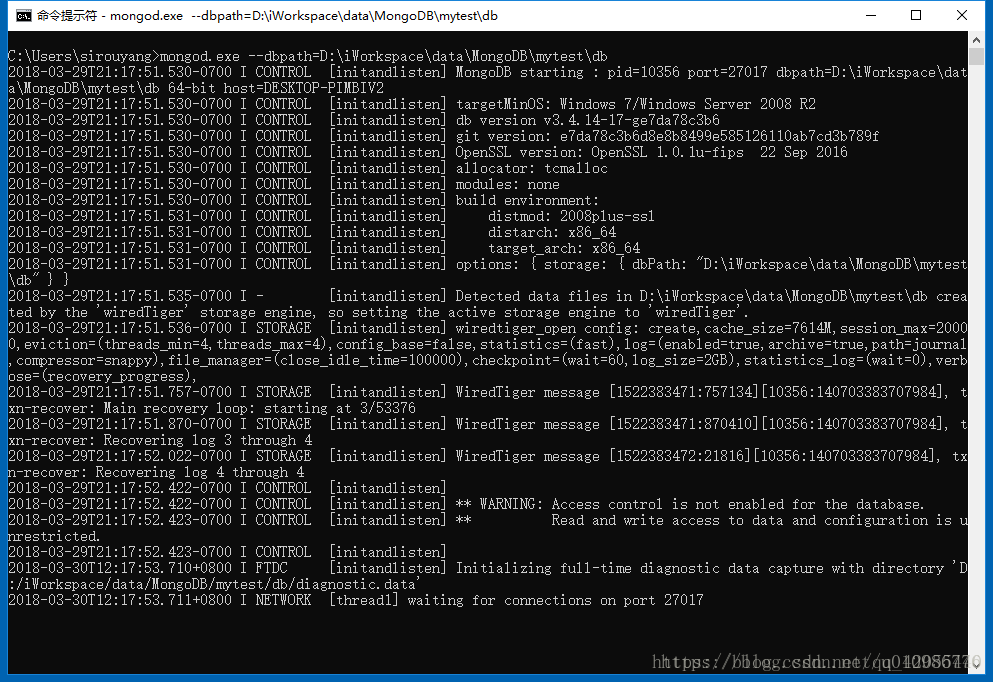 命令提示符 - mongod.exe  --dbpath=D:\iWorkspace\data\MongoDB\mytest\db
C:\Users\sirouyang>mongod.exe --dbpath=D:\iWorkspace\data\MongoDB\mytest\db
2018-03-29T21:17:51.530-0700 I CONTROL  [initandlisten] MongoDB starting : pid=10356 port=27017 dbpath=D:\iWorkspace\dat
a\MongoDB\mytest\db 64-bit host=DESKTOP-PIMBIV2
2018-03-29T21:17:51.530-0700 I CONTROL  [initandlisten] targetMinOS: Windows 7/Windows Server 2008 R2
2018-03-29T21:17:51.530-0700 I CONTROL  [initandlisten] db version v3.4.14-17-ge7da78c3b6
2018-03-29T21:17:51.530-0700 I CONTROL  [initandlisten] git version: e7da78c3b6d8e8b8499e585126110ab7cd3b789f
2018-03-29T21:17:51.530-0700 I CONTROL  [initandlisten] OpenSSL version: OpenSSL 1.0.1u-fips  22 Sep 2016
2018-03-29T21:17:51.530-0700 I CONTROL  [initandlisten] allocator: tcmalloc
2018-03-29T21:17:51.530-0700 I CONTROL  [initandlisten] modules: none
2018-03-29T21:17:51.530-0700 I CONTROL  [initandlisten] build environment:
2018-03-29T21:17:51.531-0700 I CONTROL  [initandlisten]     distmod: 2008plus-ssl
2018-03-29T21:17:51.531-0700 I CONTROL  [initandlisten]     distarch: x86_64
2018-03-29T21:17:51.531-0700 I CONTROL  [initandlisten]     target_arch: x86_64
2018-03-29T21:17:51.531-0700 I CONTROL  [initandlisten] options: { storage: { dbPath: "D:\iWorkspace\data\MongoDB\mytest
\db" } }
2018-03-29T21:17:51.535-0700 I -        [initandlisten] Detected data files in D:\iWorkspace\data\MongoDB\mytest\db crea
ted by the 'wiredTiger' storage engine, so setting the active storage engine to 'wiredTiger'.
2018-03-29T21:17:51.536-0700 I STORAGE  [initandlisten] wiredtiger_open config: create,cache_size=7614M,session_max=2000
0,eviction=(threads_min=4,threads_max=4),config_base=false,statistics=(fast),log=(enabled=true,archive=true,path=journal
,compressor=snappy),file_manager=(close_idle_time=100000),checkpoint=(wait=60,log_size=2GB),statistics_log=(wait=0),verb
ose=(recovery_progress),
2018-03-29T21:17:51.757-0700 I STORAGE  [initandlisten] WiredTiger message [1522383471:757134][10356:140703383707984], t
xn-recover: Main recovery loop: starting at 3/53376
2018-03-29T21:17:51.870-0700 I STORAGE  [initandlisten] WiredTiger message [1522383471:870410][10356:140703383707984], t
xn-recover: Recovering log 3 through 4
2018-03-29T21:17:52.022-0700 I STORAGE  [initandlisten] WiredTiger message [1522383472:21816][10356:140703383707984], tx
n-recover: Recovering log 4 through 4
2018-03-29T21:17:52.422-0700 I CONTROL  [initandlisten]
2018-03-29T21:17:52.422-0700 I CONTROL  [initandlisten] ** WARNING: Access control is not enabled for the database.
2018-03-29T21:17:52.423-0700 I CONTROL  [initandlisten] **          Read and write access to data and configuration is u
nrestricted.
2018-03-29T21:17:52.423-0700 I CONTROL  [initandlisten]
2018-03-30T12:17:53.710+0800 I FTDC     [initandlisten] Initializing full-time diagnostic data capture with directory 'D
:/iWorkspace/data/MongoDB/mytest/db/diagnostic.data'
2018-03-30T12:17:53.711+0800 I NETWORK  [thread1] waiting for connections on port 27017